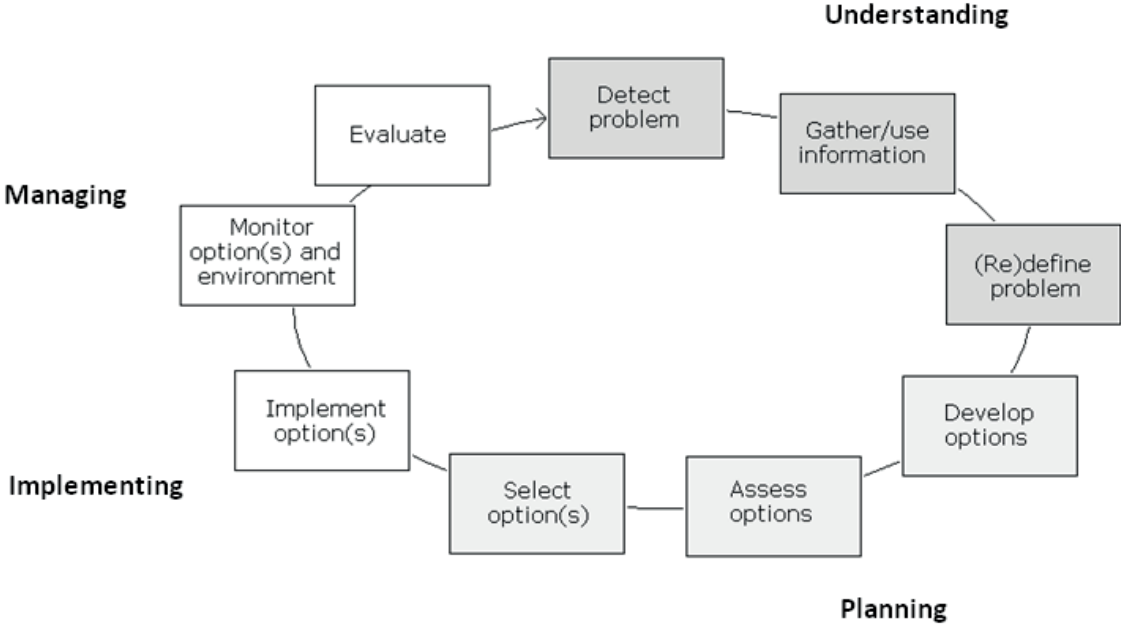 Understanding
Detect
problem
Gather/use
information
(Re)define
problem
Develop
options
Assess
options
Planning
Select
option(s)
Implement
option(s)
Implementing
Monitor
option(s) and
environment
Managing
Evaluate